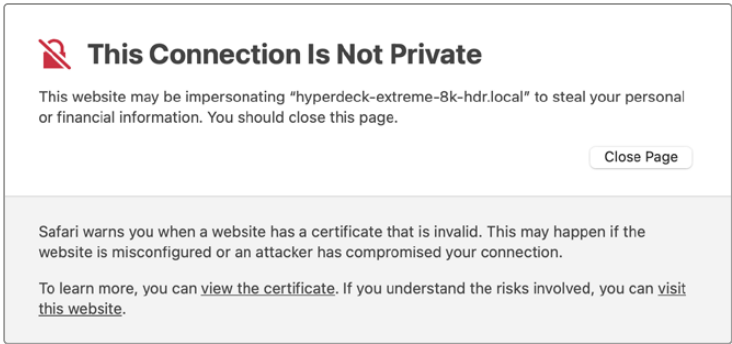 This Connection Is Not Private
This website may be impersonating “hyperdeck-extreme-8k-hdr.local” to steal your personal
or financial information. You should close this page.
Close Page
Safari warns you when a website has a certificate that is invalid. This may happen if the
website is misconfigured or an attacker has compromised your connection.
To learn more, you can view the certificate. If you understand the risks involved, you can visit
this website.